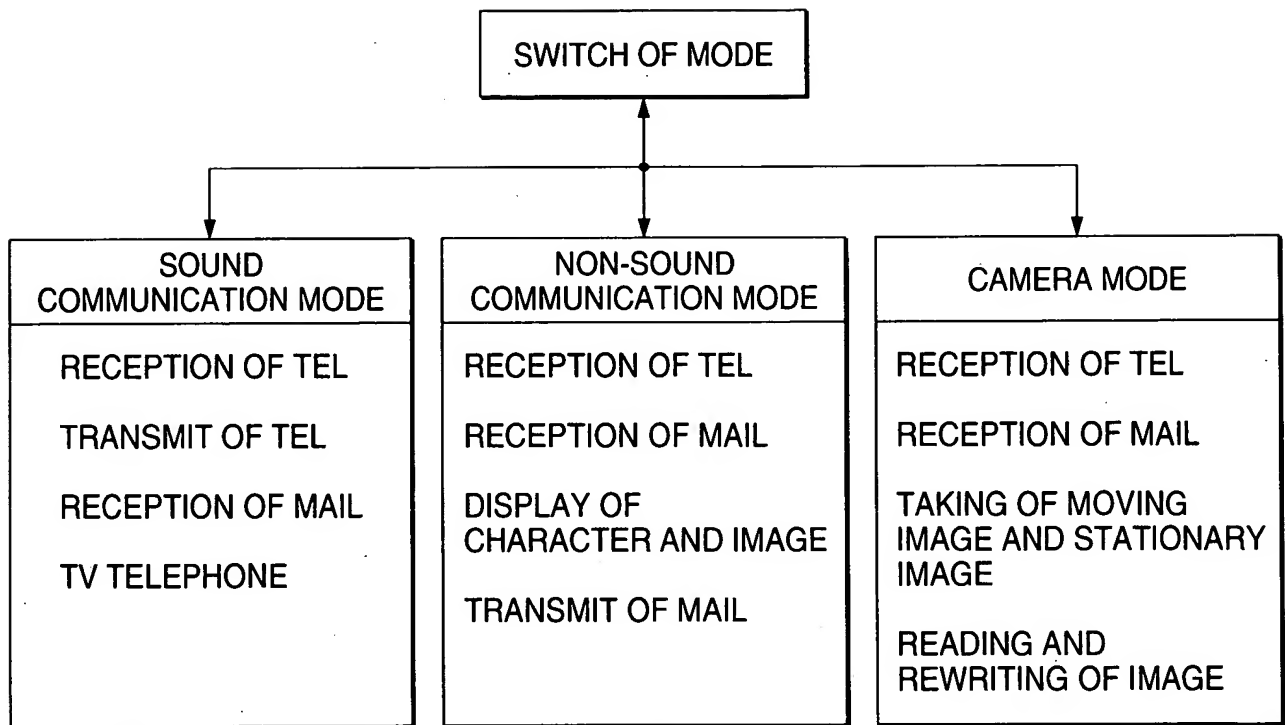 SWITCH OF MODE
SOUND
COMMUNICATION MODE
RECEPTION OF TEL
TRANSMIT OF TEL
RECEPTION OF MAIL
TV TELEPHONE
NON-SOUND
COMMUNICATION MODE
RECEPTION OF TEL
RECEPTION OF MAIL
DISPLAY OF
CHARACTER AND IMAGE
TRANSMIT OF MAIL
CAMERA MODE
RECEPTION OF TEL
RECEPTION OF MAIL
TAKING OF MOVING
IMAGE AND STATIONARY
IMAGE
READING AND
REWRITING OF IMAGE